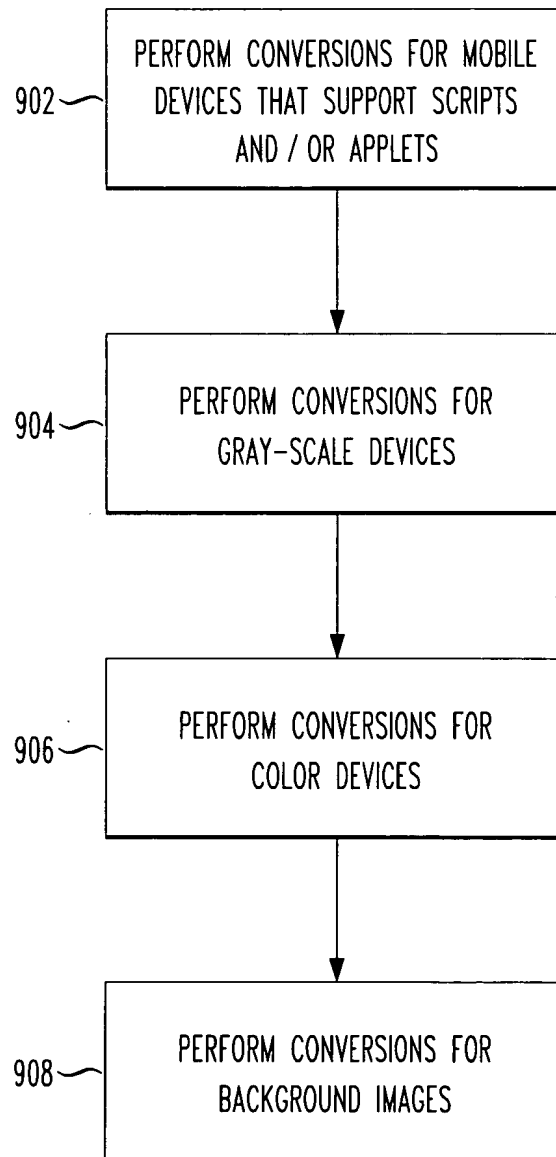 PERFORM CONVERSIONS FOR MOBILE
902
DEVICES THAT SUPPORT SCRIPTS
AND / OR APPLETS
PERFORM CONVERSIONS FOR
904
GRAY-SCALE DEVICES
PERFORM CONVERSIONS FOR
906
COLOR DEVICES
PERFORM CONVERSIONS FOR
908
BACKGROUND IMAGES